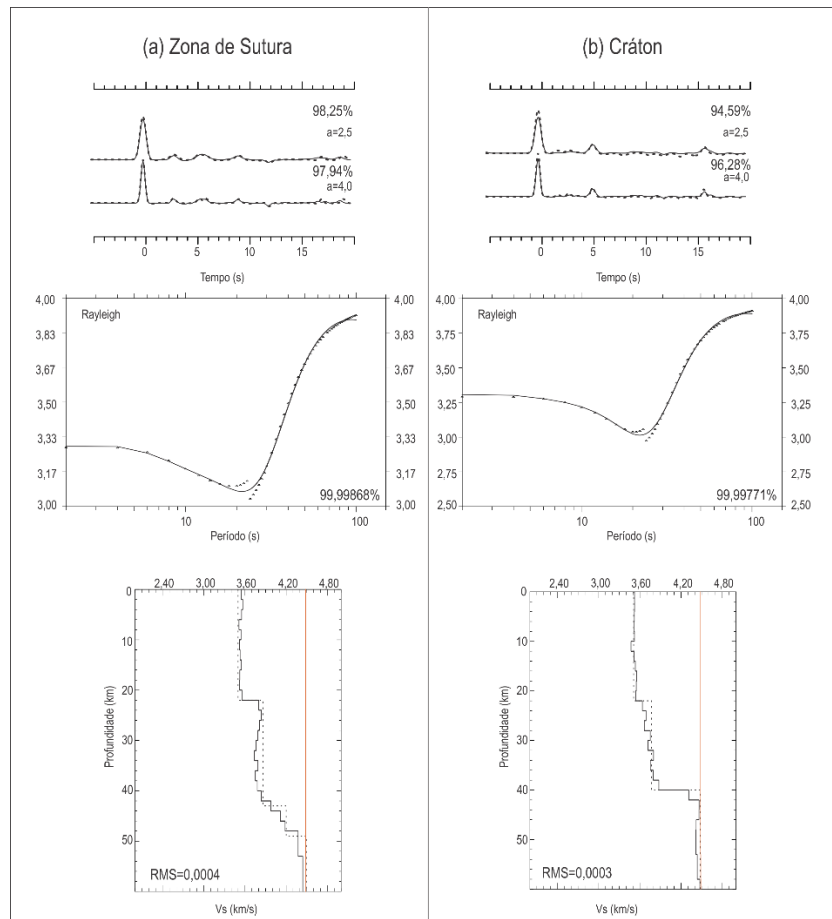 (a) Zona de Sutura
98,25%
a=2,5
97,94%
a=4,0
0 5 10 15
Tempo (s)
4,00 4,00
Rayleigh
3,83 3,83
3,67 3,67
3,50 3,50
3,33 3,33
3,17 3,17
3,00 3,00
99,99868%
10 100
Período (s)
2,40 3,00 3,60 4,20 4,80
0
10
20
30
40
50
Profundidade (km)
RMS=0,0004
Vs (km/s)
(b) Cráton
94,59%
a=2,5
96,28%
a=4,0
0 5 10 15
Tempo (s)
4,00 4,00
Rayleigh
3,75 3,75
3,50 3,50
3,25 3,25
3,00 3,00
2,75 2,75
2,50 2,50
99,99771%
10 100
Período (s)
2,40 3,00 3,60 4,20 4,80
0
10
20
30
40
50
Profundidade (km)
RMS=0,0003
Vs (km/s)